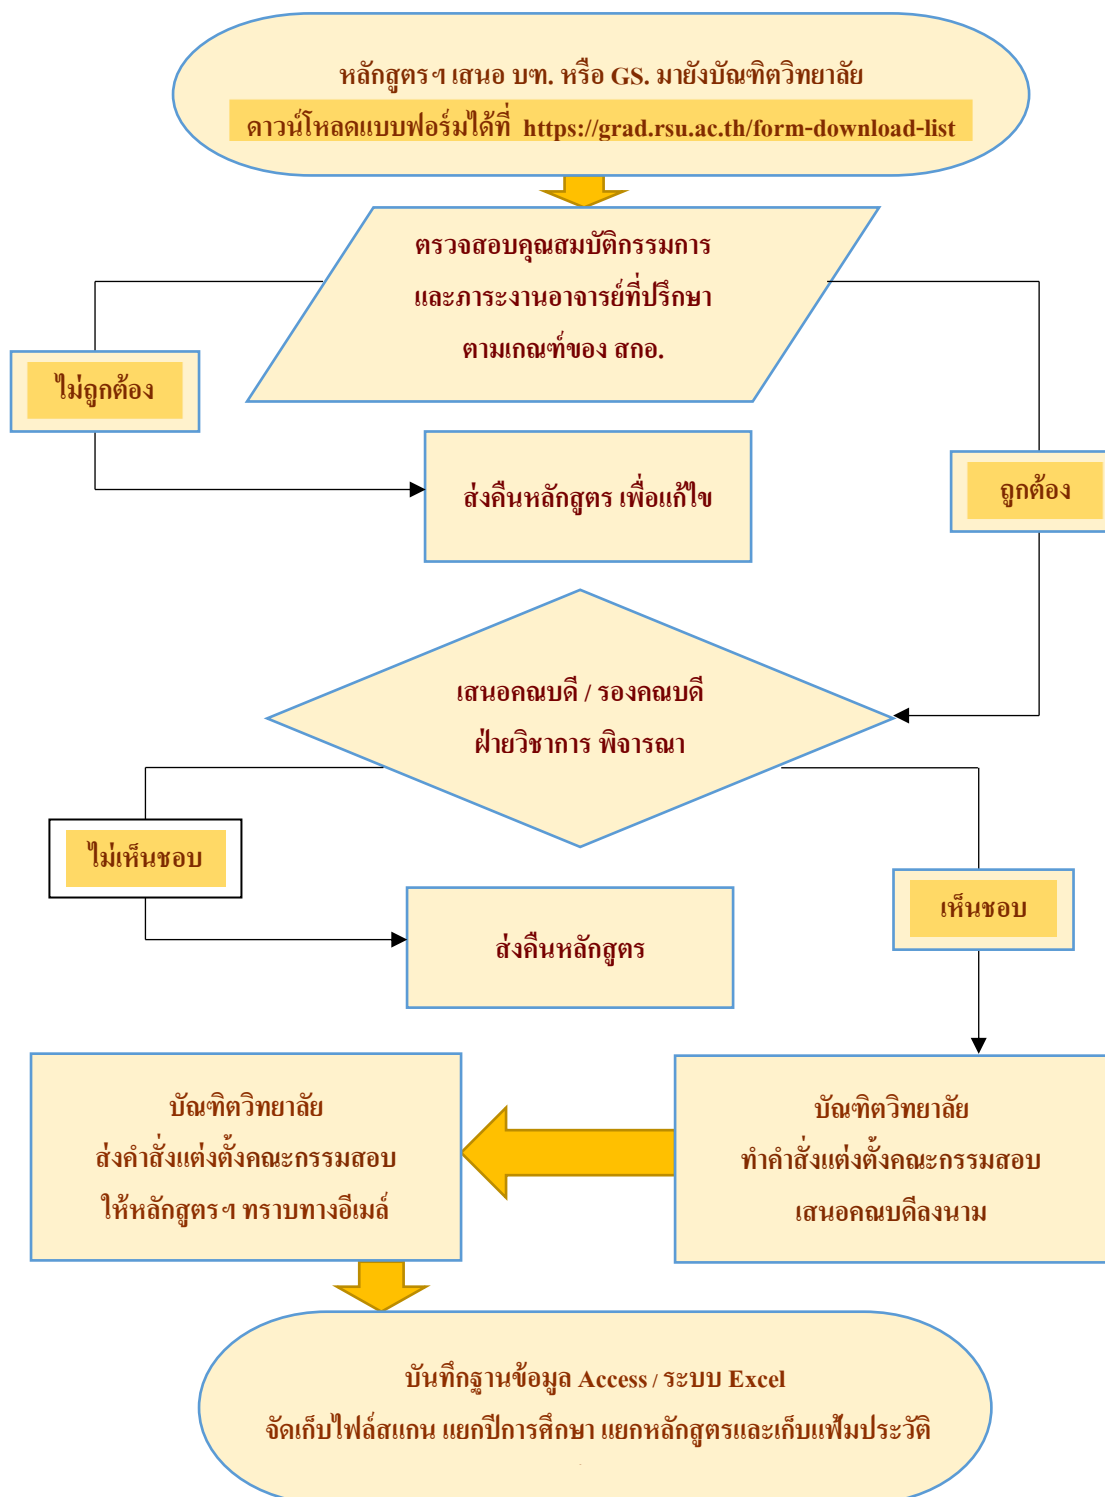 หลักสูตรฯ เสนอ บฑ. หรือ GS. มายังบัณฑิตวิทยาลัย
ดาวน์โหลดแบบฟอร์มได้ที่ https://grad.rsu.ac.th/form-download-list
ตรวจสอบคุณสมบัติกรรมการ
และภาระงานอาจารย์ที่ปรึกษา
ตามเกณฑ์ของ สกอ.
ไม่ถูกต้อง
ส่งคืนหลักสูตร เพื่อแก้ไข
ถูกต้อง
เสนอคณบดี / รองคณบดี
ฝ่ายวิชาการ พิจารณา
ไม่เห็นชอบ
เห็นชอบ
ส่งคืนหลักสูตร
บัณฑิตวิทยาลัย
ทำคำสั่งแต่งตั้งคณะกรรมสอบ
เสนอคณบดีลงนาม
บัณฑิตวิทยาลัย
ส่งคำสั่งแต่งตั้งคณะกรรมสอบ
ให้หลักสูตรฯ ทราบทางอีเมล์
บันทึกฐานข้อมูล Access / ระบบ Excel
จัดเก็บไฟล์สแกน แยกปีการศึกษา แยกหลักสูตรและเก็บแฟ้มประวัติ